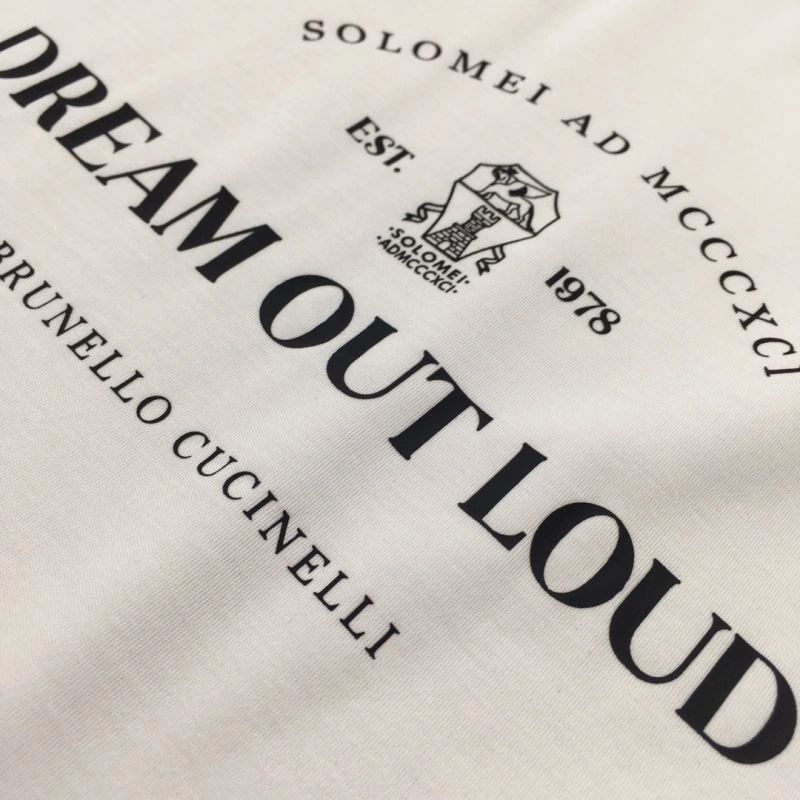 SOLOMEI AD MCCCXCI
EST.
·SOLOMEI·
·ADMCCCXCI·
1978
DREAM OUT LOUD
BRUNELLO CUCINELLI